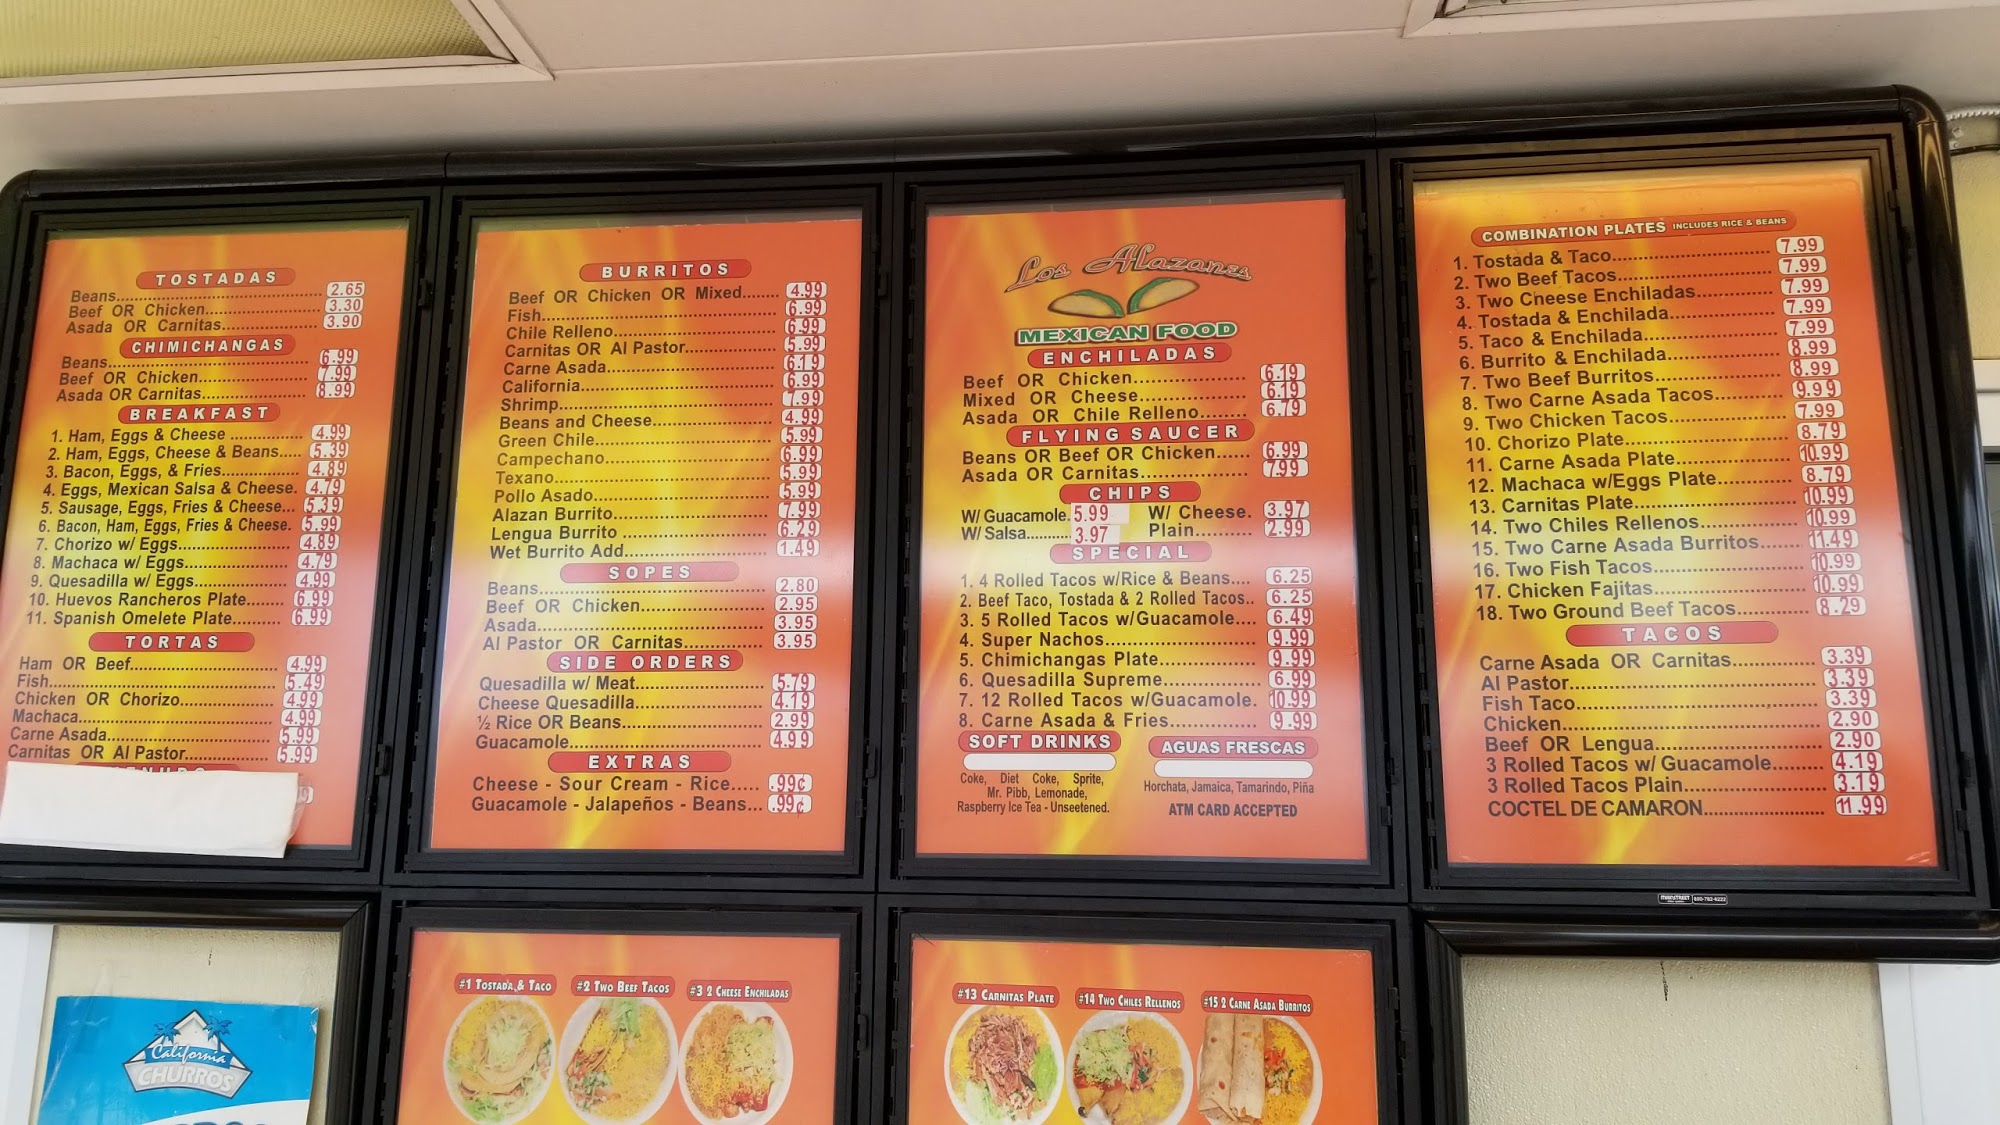 TOSTADAS
Beans........ 2.65
Beef OR Chicken........ 3.30
Asada OR Carnitas........ 3.90
CHIMICHANGAS
Beans........ 6.99
Beef OR Chicken........ 7.99
Asada OR Carnitas........ 8.99
BREAKFAST
1. Ham, Eggs & Cheese ........ 4.99
2. Ham, Eggs, Cheese & Beans..... 5.39
3. Bacon, Eggs, & Fries........ 4.89
4. Eggs, Mexican Salsa & Cheese. 4.79
5. Sausage, Eggs, Fries & Cheese... 5.39
6. Bacon, Ham, Eggs, Fries & Cheese. 5.99
7. Chorizo w/ Eggs........ 4.89
8. Machaca w/ Eggs........ 4.79
9. Quesadilla w/ Eggs........ 4.99
10. Huevos Rancheros Plate....... 6.99
11. Spanish Omelete Plate......... 6.99
TORTAS
Ham OR Beef........ 4.99
Fish........ 5.49
Chicken OR Chorizo........ 4.99
Machaca........ 4.99
Carne Asada........ 5.99
Carnitas OR Al Pastor........ 5.99
BURRITOS
Beef OR Chicken OR Mixed........ 4.99
Fish........ 6.99
Chile Relleno........ 6.99
Carnitas OR Al Pastor........ 5.99
Carne Asada........ 6.19
California........ 6.99
Shrimp........ 7.99
Beans and Cheese........ 4.99
Green Chile........ 5.99
Campechano........ 6.99
Texano........ 5.99
Pollo Asado........ 5.99
Alazan Burrito........ 7.99
Lengua Burrito ........ 6.29
Wet Burrito Add........ 1.49
SOPES
Beans........ 2.80
Beef OR Chicken........ 2.95
Asada........ 3.95
Al Pastor OR Carnitas........ 3.95
SIDE ORDERS
Quesadilla w/ Meat........ 5.79
Cheese Quesadilla........ 4.19
½ Rice OR Beans........ 2.99
Guacamole........ 4.99
EXTRAS
Cheese - Sour Cream - Rice..... .99¢
Guacamole - Jalapeños - Beans... .99¢
Los Alazanes
MEXICAN FOOD
ENCHILADAS
Beef OR Chicken........ 6.19
Mixed OR Cheese........ 6.19
Asada OR Chile Relleno........ 6.79
FLYING SAUCER
Beans OR Beef OR Chicken...... 6.99
Asada OR Carnitas........ 7.99
CHIPS
W/ Guacamole. 5.99 W/ Cheese. 3.97
W/ Salsa........... 3.97 Plain......... 2.99
SPECIAL
1. 4 Rolled Tacos w/Rice & Beans.... 6.25
2. Beef Taco, Tostada & 2 Rolled Tacos.. 6.25
3. 5 Rolled Tacos w/Guacamole.... 6.49
4. Super Nachos........ 9.99
5. Chimichangas Plate........ 9.99
6. Quesadilla Supreme........ 6.99
7. 12 Rolled Tacos w/Guacamole. 10.99
8. Carne Asada & Fries........ 9.99
SOFT DRINKS
Coke, Diet Coke, Sprite,
Mr. Pibb, Lemonade,
Raspberry Ice Tea - Unseetened.
AGUAS FRESCAS
Horchata, Jamaica, Tamarindo, Piña
ATM CARD ACCEPTED
COMBINATION PLATES INCLUDES RICE & BEANS
1. Tostada & Taco........ 7.99
2. Two Beef Tacos........ 7.99
3. Two Cheese Enchiladas........ 7.99
4. Tostada & Enchilada........ 7.99
5. Taco & Enchilada........ 7.99
6. Burrito & Enchilada........ 8.99
7. Two Beef Burritos........ 8.99
8. Two Carne Asada Tacos........ 9.99
9. Two Chicken Tacos........ 7.99
10. Chorizo Plate........ 8.79
11. Carne Asada Plate........ 10.99
12. Machaca w/Eggs Plate........ 8.79
13. Carnitas Plate........ 10.99
14. Two Chiles Rellenos........ 10.99
15. Two Carne Asada Burritos...... 11.49
16. Two Fish Tacos........ 10.99
17. Chicken Fajitas........ 10.99
18. Two Ground Beef Tacos........ 8.29
TACOS
Carne Asada OR Carnitas........ 3.39
Al Pastor........ 3.39
Fish Taco........ 3.39
Chicken........ 2.90
Beef OR Lengua........ 2.90
3 Rolled Tacos w/ Guacamole........ 4.19
3 Rolled Tacos Plain........ 3.19
COCTEL DE CAMARON........ 11.99
#1 TOSTADA & TACO
#2 TWO BEEF TACOS
#3 2 CHEESE ENCHILADAS
#13 CARNITAS PLATE
#14 TWO CHILES RELLENOS
#15 2 CARNE ASADA BURRITOS
California
CHURROS